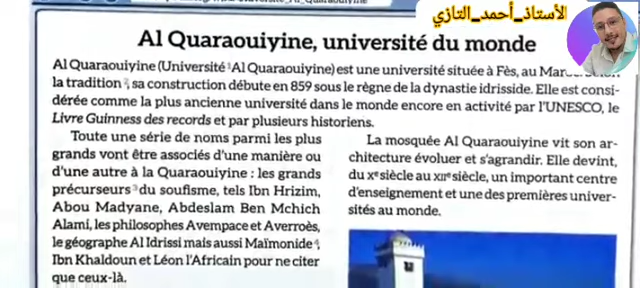 الأستاذ_أحمد_التازي
Al Quaraouiyine, université du monde
Al Quaraouiyine (Université ¹Al Quaraouiyine) est une université située à Fès, au
la tradition ², sa construction débute en 859 sous le règne de la dynastie idrisside. Elle est consi-
dérée comme la plus ancienne université dans le monde encore en activité par l'UNESCO, le
Livre Guinness des records et par plusieurs historiens.
Toute une série de noms parmi les plus
grands vont être associés d'une manière ou
d'une autre à la Quaraouiyine : les grands
précurseurs ³ du soufisme, tels Ibn Hrizim,
Abou Madyane, Abdeslam Ben Mchich
Alami, les philosophes Avempace et Averroès,
le géographe Al Idrissi mais aussi Maïmonide ⁴,
Ibn Khaldoun et Léon l'Africain pour ne citer
que ceux-là.
La mosquée Al Quaraouiyine vit son ar-
chitecture évoluer et s'agrandir. Elle devint,
du Xᵉ siècle au XIIᵉ siècle, un important centre
d'enseignement et une des premières univer-
sités au monde.